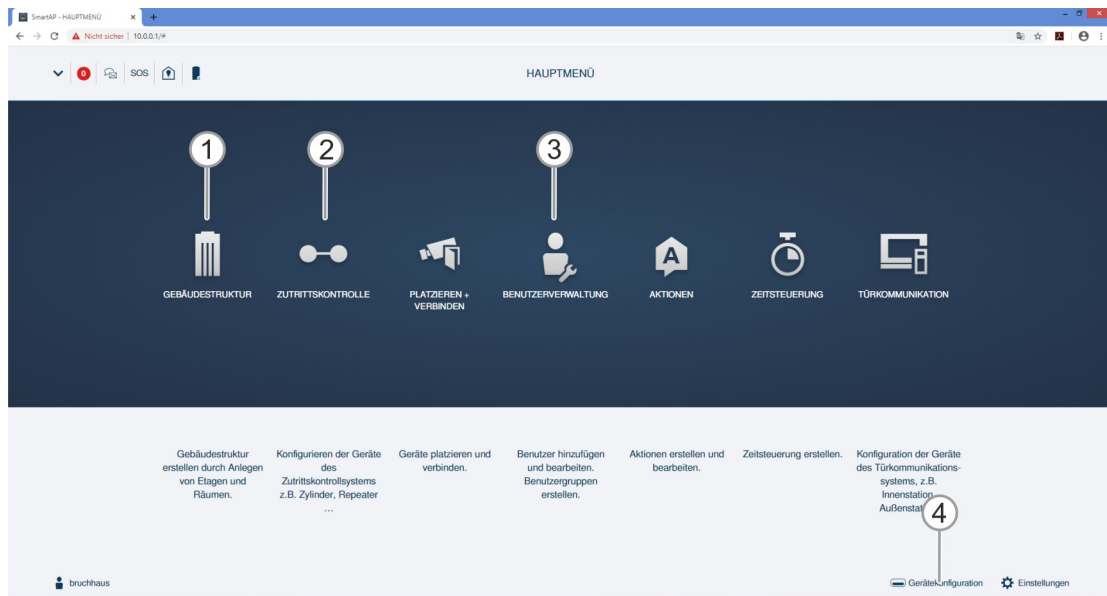 SmartAP - HAUPTMENÜ
Nicht sicher | 10.0.0.1/#
0
SOS
HAUPTMENÜ
1
2
3
GEBÄUDESTRUKTUR
ZUTRITTSKONTROLLE
PLATZIEREN +
VERBINDEN
BENUTZERVERWALTUNG
A
AKTIONEN
ZEITSTEUERUNG
TÜRKOMMUNIKATION
Gebäudestruktur
erstellen durch Anlegen
von Etagen und
Räumen.
Konfigurieren der Geräte
des
Zutrittskontrollsystems
z.B. Zylinder, Repeater
...
Geräte platzieren und
verbinden.
Benutzer hinzufügen
und bearbeiten.
Benutzergruppen
erstellen.
Aktionen erstellen und
bearbeiten.
Zeitsteuerung erstellen.
Konfiguration der Geräte
des Türkommunikations-
systems, z.B.
Innenstation,
4
bruchhaus
Gerätekonfiguration
Einstellungen